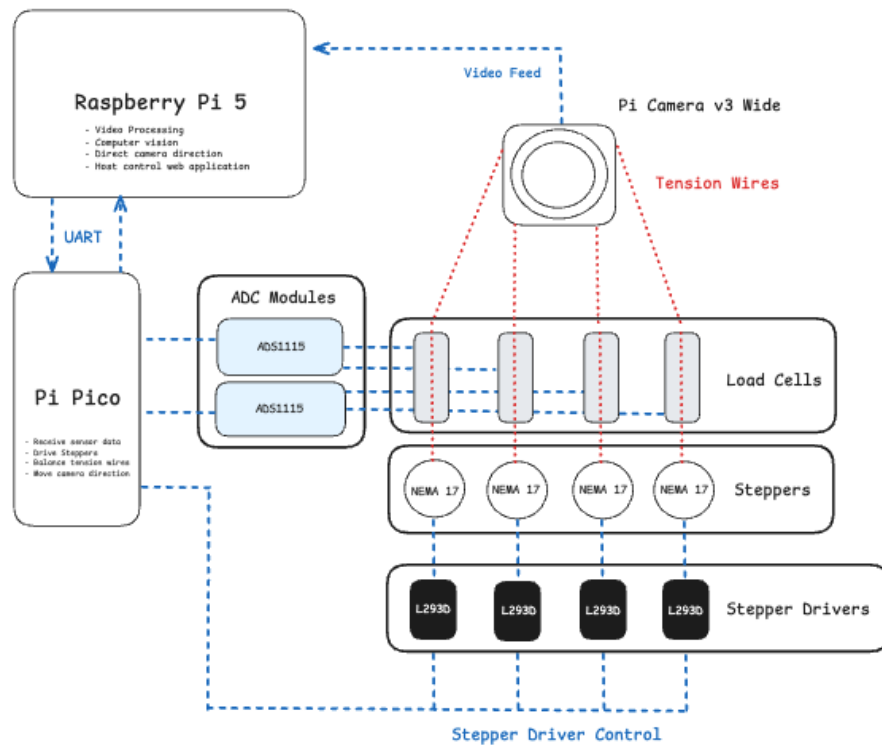 Raspberry Pi 5
- Video Processing
- Computer vision
- Direct camera direction
- Host control web application
Video Feed
Pi Camera v3 Wide
Tension Wires
UART
ADC Modules
ADS1115
ADS1115
Load Cells
Pi Pico
- Receive sensor data
- Drive Steppers
- Balance tension wires
- Move camera direction
NEMA 17
NEMA 17
NEMA 17
NEMA 17
Steppers
L293D
L293D
L293D
L293D
Stepper Drivers
Stepper Driver Control